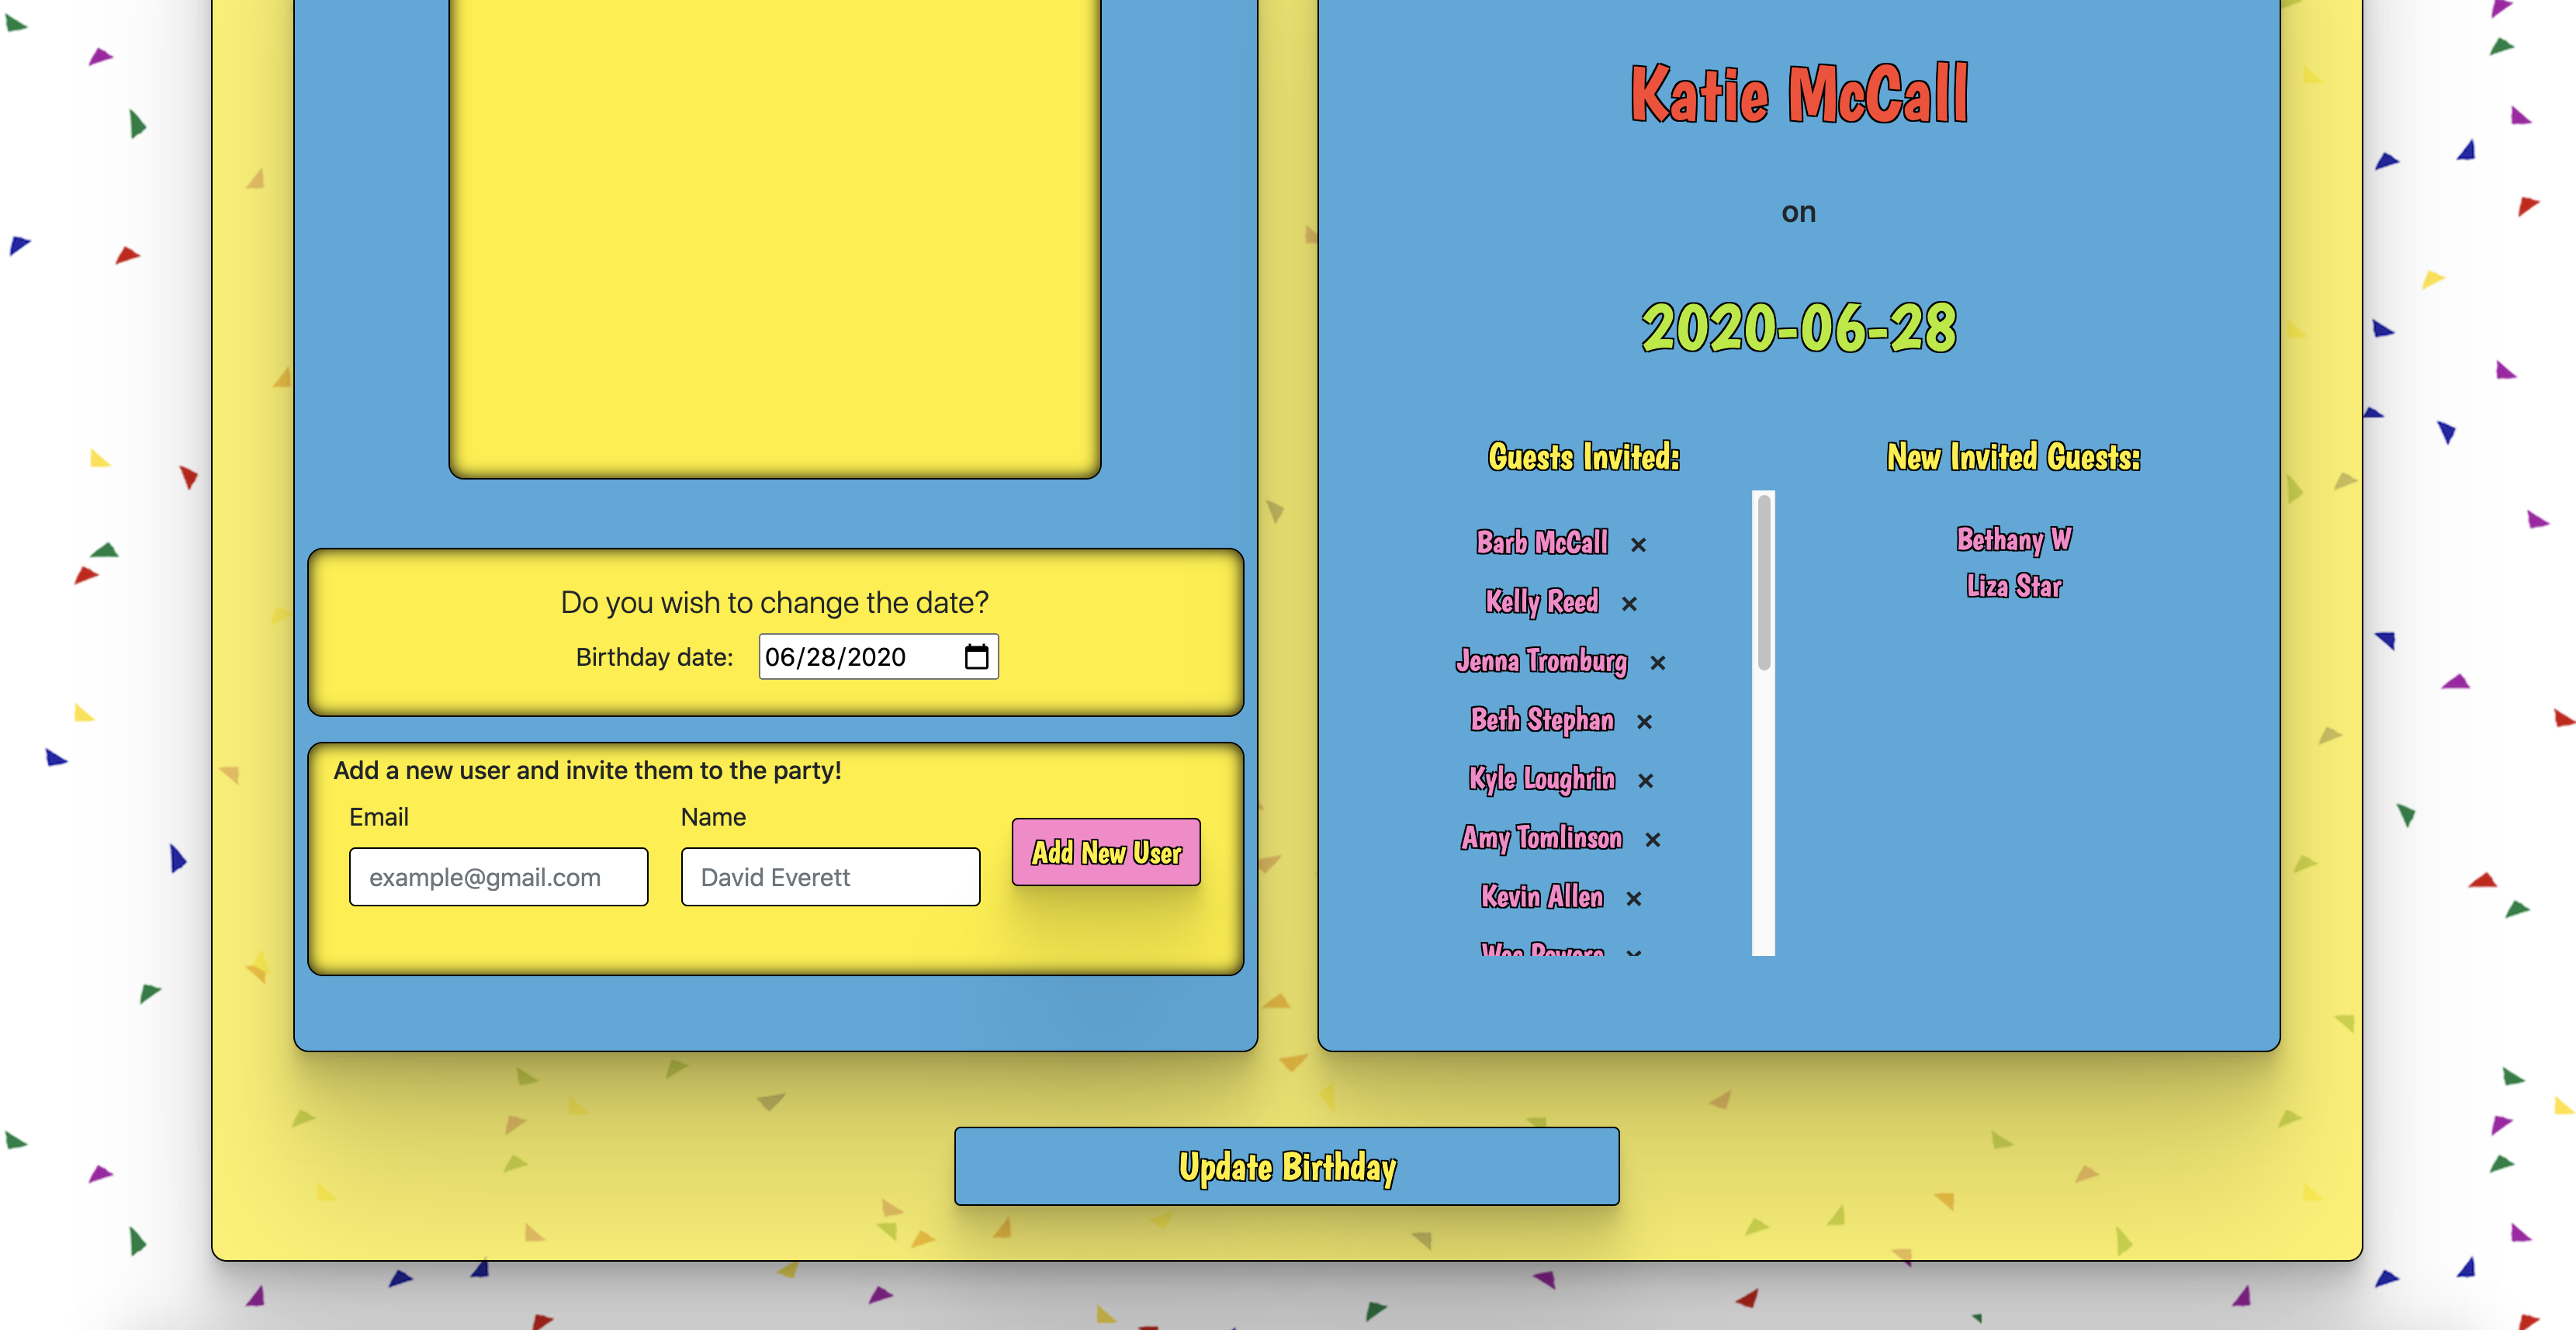 Do you wish to change the date?
Birthday date: 06/28/2020
Add a new user and invite them to the party!
Email Name
example@gmail.com David Everett Add New User
Katie McCall
on
2020-06-28
Guests Invited:
Barb McCall ×
Kelly Reed ×
Jenna Tromburg ×
Beth Stephan ×
Kyle Loughrin ×
Amy Tomlinson ×
Kevin Allen ×
New Invited Guests:
Bethany W
Liza Star
Update Birthday